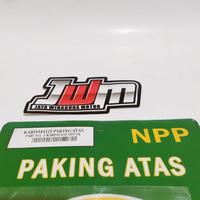 JWM
JAYA WIRAGUNA MOTOR
KARISMA125 PAKING ATAS
NPP
PAKING ATAS